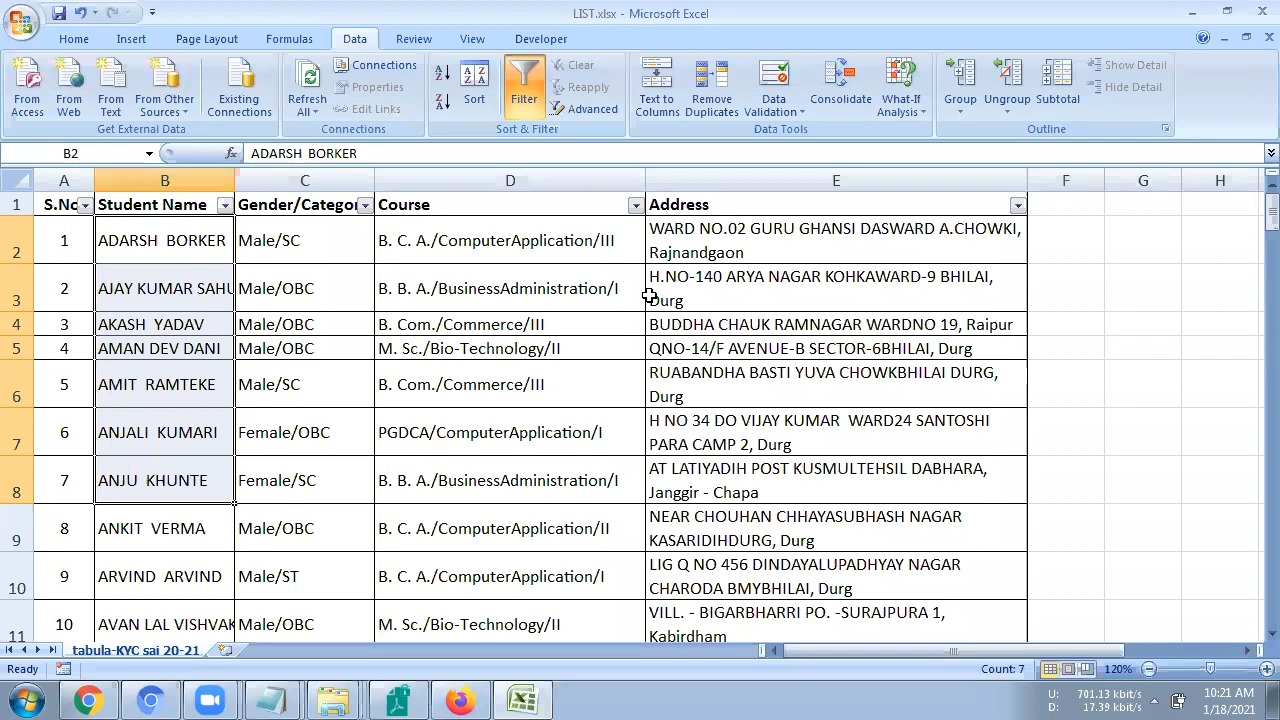 LIST.xlsx - Microsoft Excel
Home Insert Page Layout Formulas Data Review View Developer
From Access
From Web
From Text
From Other Sources
Existing Connections
Get External Data
Refresh All
Connections
Properties
Edit Links
Connections
Sort
Filter
Clear
Reapply
Advanced
Sort & Filter
Text to Columns
Remove Duplicates
Data Validation
Consolidate
What-If Analysis
Data Tools
Group
Ungroup
Subtotal
Show Detail
Hide Detail
Outline
B2 fx ADARSH BORKER
A B C D E F G H
1 S.No Student Name Gender/Categor Course Address
2 1 ADARSH BORKER Male/SC B. C. A./ComputerApplication/III WARD NO.02 GURU GHANSI DASWARD A.CHOWKI,
Rajnandgaon
3 2 AJAY KUMAR SAHU Male/OBC B. B. A./BusinessAdministration/I H.NO-140 ARYA NAGAR KOHKAWARD-9 BHILAI,
Durg
4 3 AKASH YADAV Male/OBC B. Com./Commerce/III BUDDHA CHAUK RAMNAGAR WARDNO 19, Raipur
5 4 AMAN DEV DANI Male/OBC M. Sc./Bio-Technology/II QNO-14/F AVENUE-B SECTOR-6BHILAI, Durg
6 5 AMIT RAMTEKE Male/SC B. Com./Commerce/III RUABANDHA BASTI YUVA CHOWKBHILAI DURG,
Durg
7 6 ANJALI KUMARI Female/OBC PGDCA/ComputerApplication/I H NO 34 DO VIJAY KUMAR WARD24 SANTOSHI
PARA CAMP 2, Durg
8 7 ANJU KHUNTE Female/SC B. B. A./BusinessAdministration/I AT LATIYADIH POST KUSMULTEHSIL DABHARA,
Janggir - Chapa
9 8 ANKIT VERMA Male/OBC B. C. A./ComputerApplication/II NEAR CHOUHAN CHHAYASUBHASH NAGAR
KASARIDIHDURG, Durg
10 9 ARVIND ARVIND Male/ST B. C. A./ComputerApplication/I LIG Q NO 456 DINDAYALUPADHYAY NAGAR
CHARODA BMYBHILAI, Durg
11 10 AVAN LAL VISHVAK Male/OBC M. Sc./Bio-Technology/II VILL. - BIGARBHARRI PO. -SURAJPURA 1,
Kabirdham
tabula-KYC sai 20-21
Ready Count: 7 120%
U: 701.13 kbit/s
D: 17.39 kbit/s
10:21 AM
1/18/2021